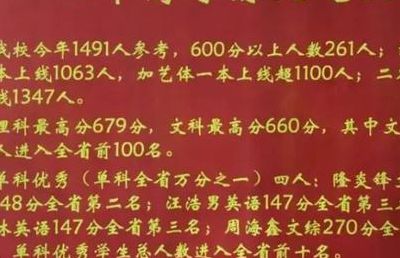 我校今年1491人参考，600分以上人数261人；
本上线1063人，加艺体一本上线超1100人；二
线1347人。
理科最高分679分，文科最高分660分，其中文
人进入全省前100名。
单科优秀（单科全省万分之一）四人：隆炎锋
148分全省第二名；汪浩男英语147分全省第三名
林英语147分全省第三名；周海鑫文综270分全
单科优秀学生总人数进入全省前十名。